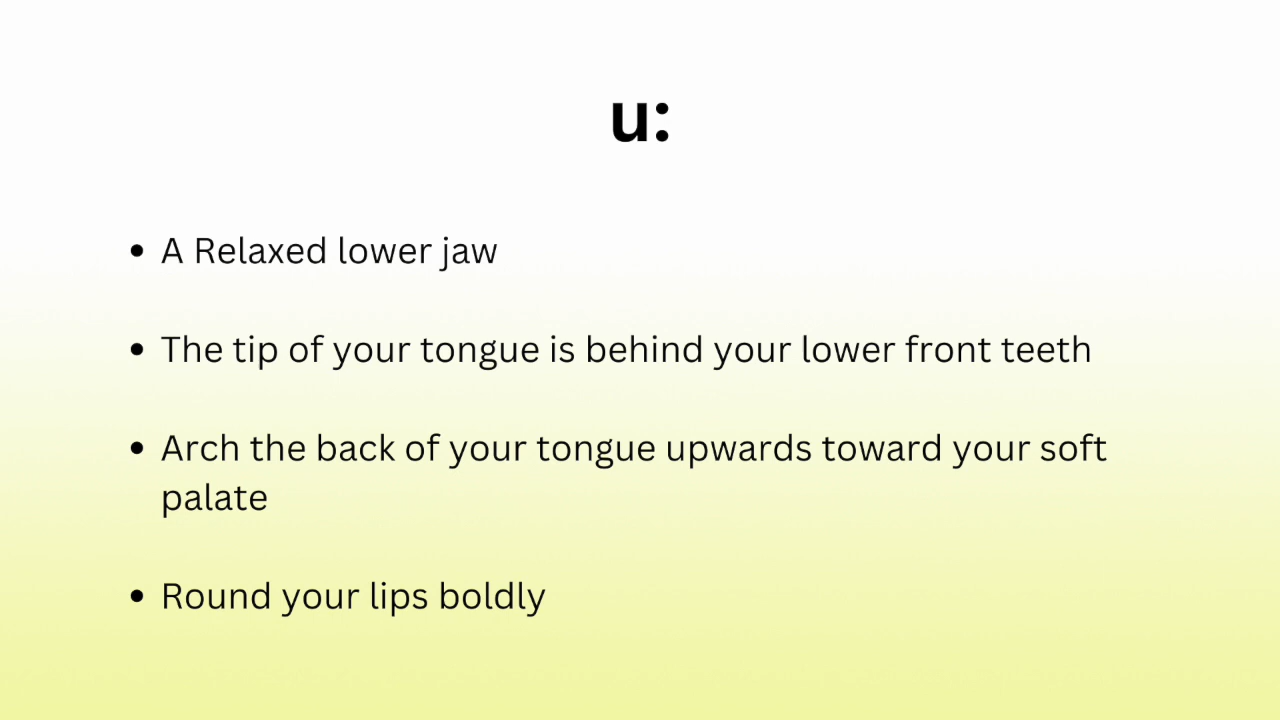 u:
• A Relaxed lower jaw
• The tip of your tongue is behind your lower front teeth
• Arch the back of your tongue upwards toward your soft
palate
• Round your lips boldly